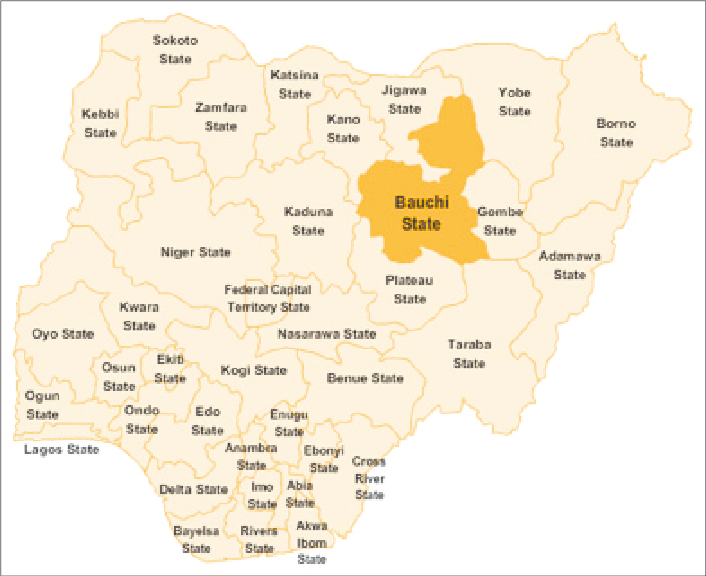 Sokoto
State
Katsina
State
Jigawa
State
Yobe
State
Kebbi
State
Zamfara
State
Kano
State
Borno
State
Bauchi
State
Kaduna
State
Gombe
State
Niger State
Adamawa
State
Plateau
State
Federal Capital
Territory State
Kwara
State
Oyo State
Nasarawa State
Taraba
State
Osun
State
Ekiti
State
Kogi State
Benue State
Ogun
State
Ondo
State
Edo
State
Enugu
State
Lagos State
Anambra
State
Ebonyi
State
Cross
River
State
Delta State
Imo
State
Abia
State
Bayelsa
State
Rivers
State
Akwa
Ibom
State